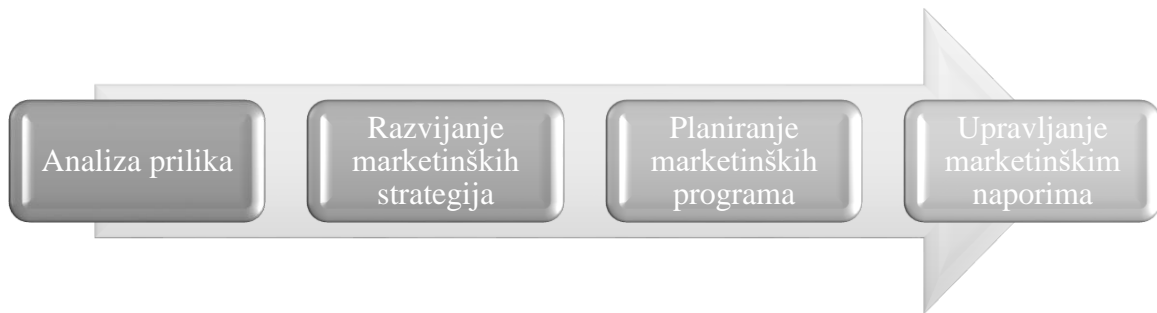 Analiza prilika
Razvijanje
marketinških
strategija
Planiranje
marketinških
programa
Upravljanje
marketinškim
naporima